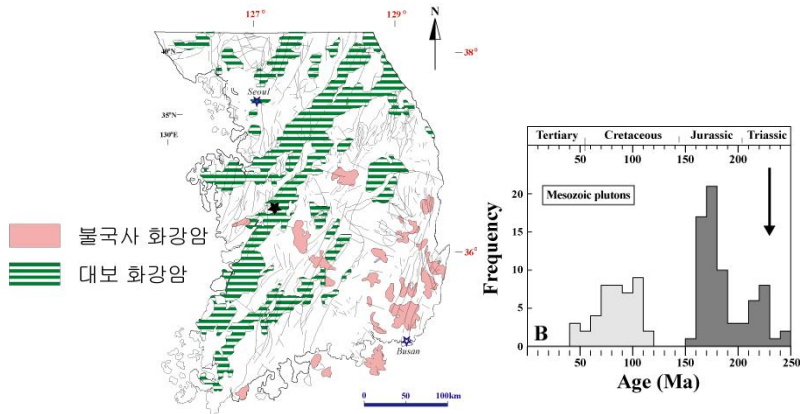 127°
129°
N
40°N
38°
Seoul
35°N
130°E
불국사 화강암
대보 화강암
36°
Busan
0 50 100km
Tertiary Cretaceous Jurassic Triassic
50 100 150 200
Mesozoic plutons
20
15
10
5
0
Frequency
B
0 50 100 150 200 250
Age (Ma)